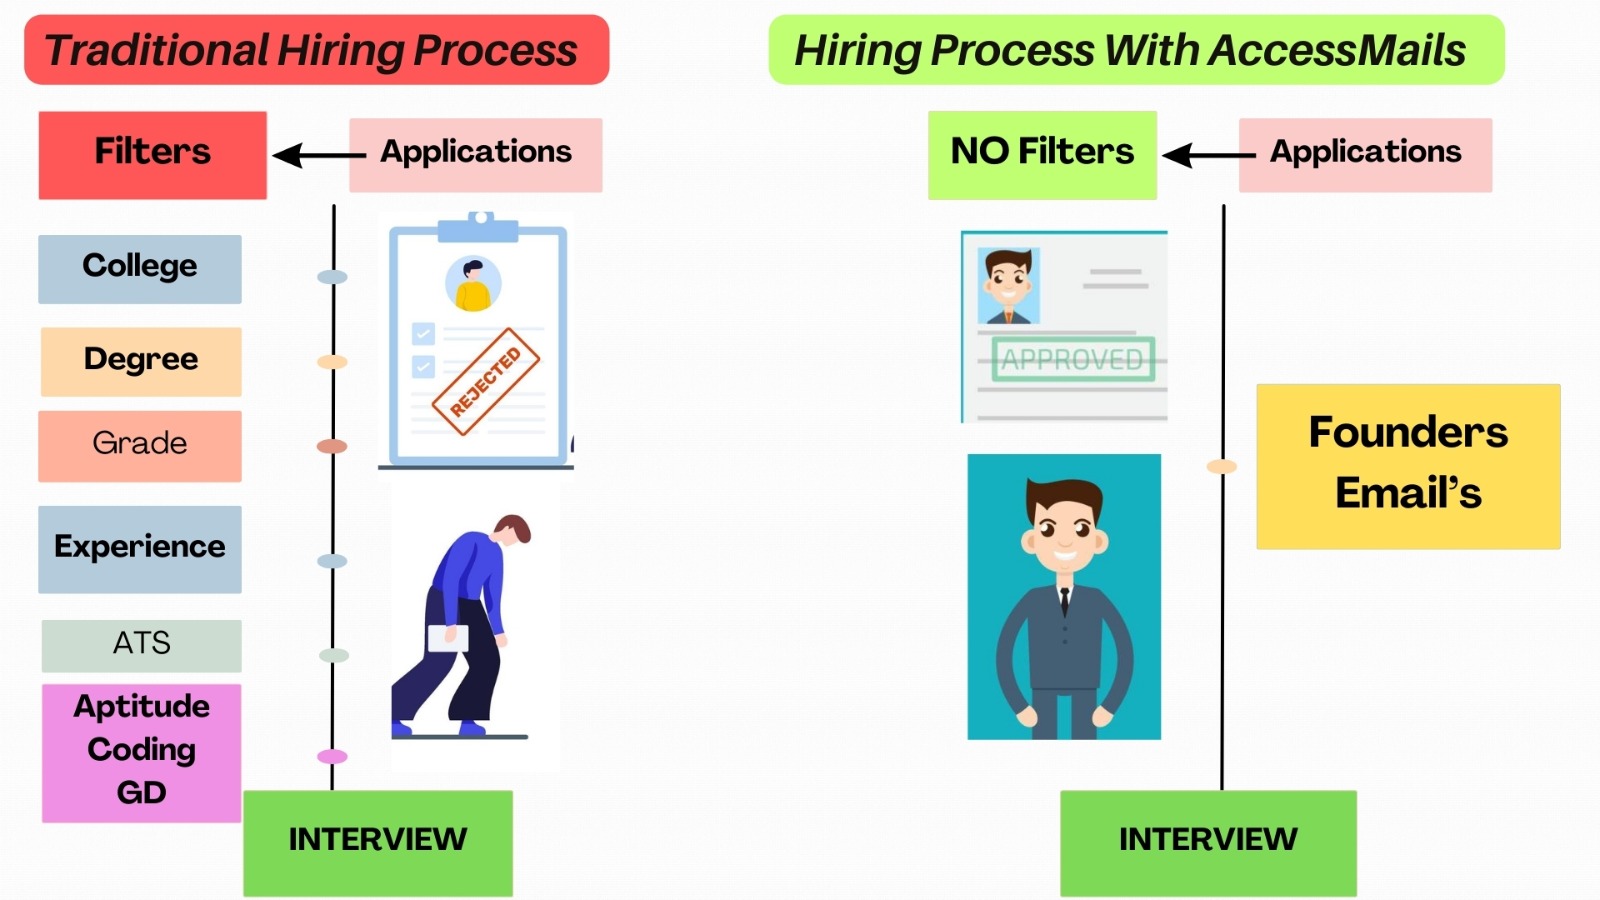 Traditional Hiring Process
Filters
Applications
College
Degree
Grade
Experience
ATS
Aptitude
Coding
GD
REJECTED
INTERVIEW
Hiring Process With AccessMails
NO Filters
Applications
APPROVED
Founders
Email’s
INTERVIEW